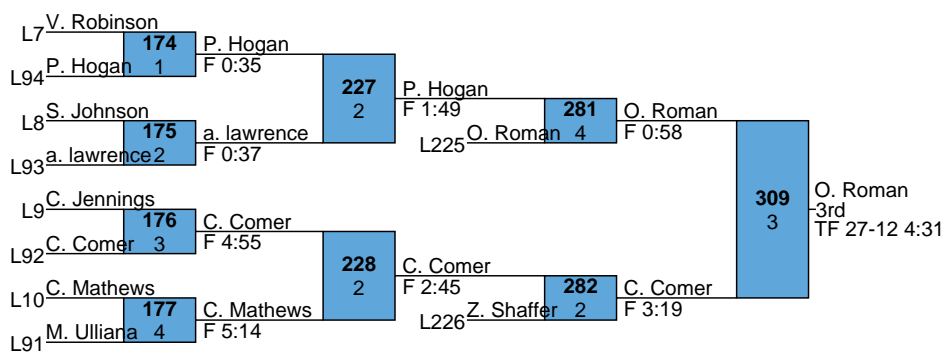 L7 V. Robinson
174
1
L94 P. Hogan
P. Hogan
F 0:35
L8 S. Johnson
175
2
L93 a. lawrence
a. lawrence
F 0:37
227
2
P. Hogan
F 1:49
L225 O. Roman
281
4
O. Roman
F 0:58
L9 C. Jennings
176
3
L92 C. Comer
C. Comer
F 4:55
L10 C. Mathews
177
4
L91 M. Ulliana
C. Mathews
F 5:14
228
2
C. Comer
F 2:45
L226 Z. Shaffer
282
2
C. Comer
F 3:19
309
3
O. Roman
3rd
TF 27-12 4:31